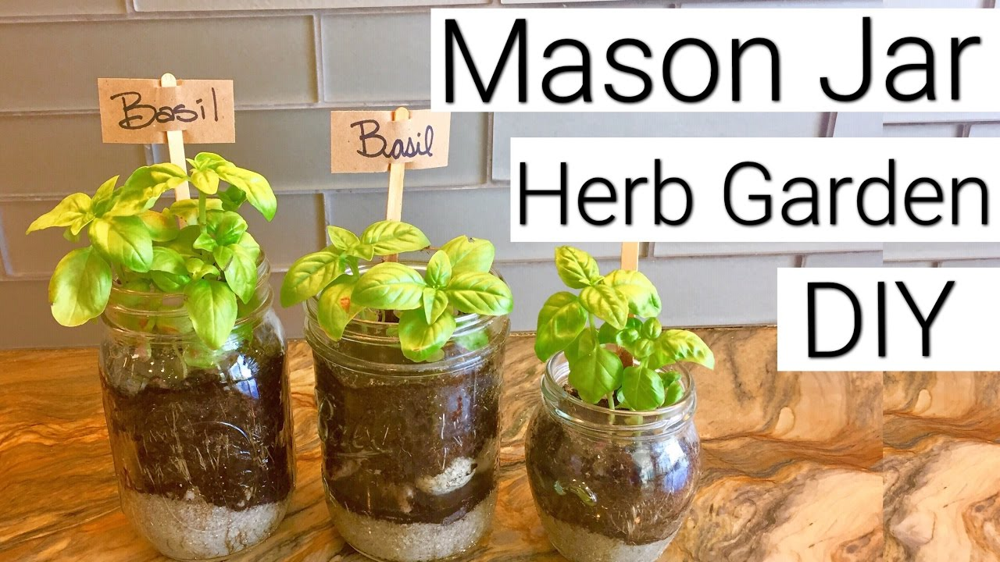 Mason Jar
Herb Garden
DIY
Basil
Basil